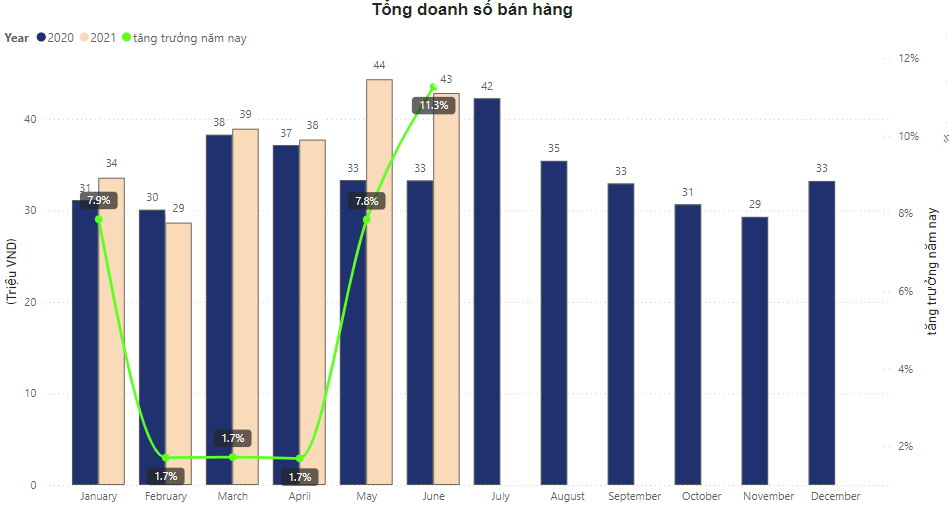 Tổng doanh số bán hàng
Year 2020 2021 tăng trưởng năm nay
(Triệu VND)
40
30
20
10
0
31 34 30 29 38 39 37 38 33 44 33 43 42 35 33 31 29 33
7.9% 1.7% 1.7% 1.7% 7.8% 11.3%
12%
10%
8%
6%
4%
2%
tăng trưởng năm nay
January February March April May June July August September October November December